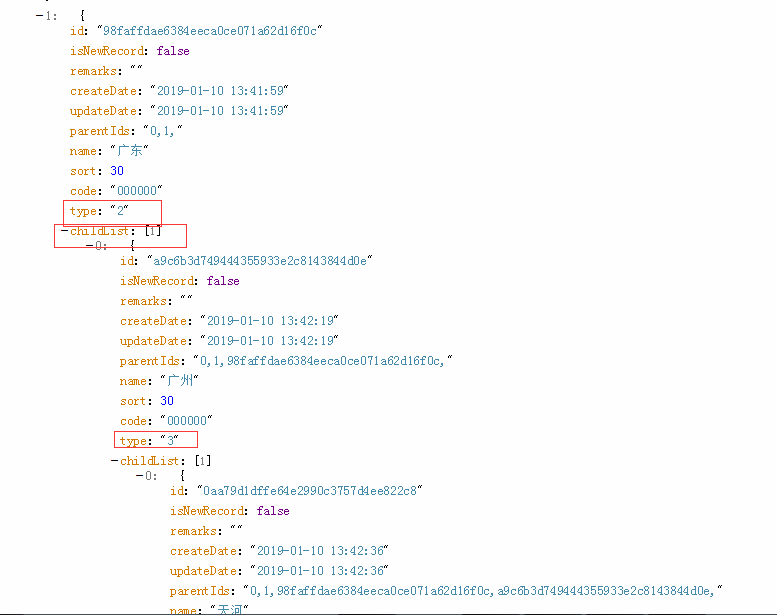 −1: {
id: "98faffdae6384eeca0ce071a62d16f0c"
isNewRecord: false
remarks: ""
createDate: "2019-01-10 13:41:59"
updateDate: "2019-01-10 13:41:59"
parentIds: "0,1,"
name: "广东"
sort: 30
code: "000000"
type: "2"
−childList: [1]
−0: {
id: "a9c6b3d749444355933e2c8143844d0e"
isNewRecord: false
remarks: ""
createDate: "2019-01-10 13:42:19"
updateDate: "2019-01-10 13:42:19"
parentIds: "0,1,98faffdae6384eeca0ce071a62d16f0c,"
name: "广州"
sort: 30
code: "000000"
type: "3"
−childList: [1]
−0: {
id: "0aa79d1dffe64e2990c3757d4ee822c8"
isNewRecord: false
remarks: ""
createDate: "2019-01-10 13:42:36"
updateDate: "2019-01-10 13:42:36"
parentIds: "0,1,98faffdae6384eeca0ce071a62d16f0c,a9c6b3d749444355933e2c8143844d0e,"
name: "天河"